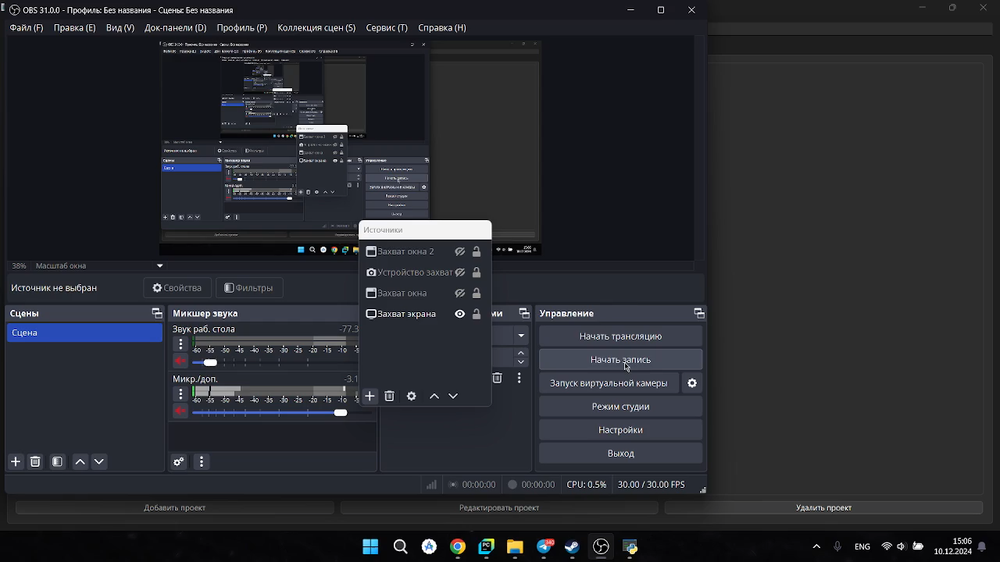 OBS 31.0.0 - Профиль: Без названия - Сцены: Без названия
Файл (F) Правка (E) Вид (V) Док-панели (D) Профиль (P) Коллекция сцен (S) Сервис (T) Справка (H)
38% Масштаб окна
Источник не выбран Свойства Фильтры
Источники
Захват окна 2
Устройство захват
Захват окна
Захват экрана
Сцены
Сцена
Микшер звука
Звук раб. стола -77.3
-60 -55 -50 -45 -40 -35 -30 -25 -20 -15 -10 -5
Микр./доп. -3.1
-60 -55 -50 -45 -40 -35 -30 -25 -20 -15 -10 -5
ми
Управление
Начать трансляцию
Начать запись
Запуск виртуальной камеры
Режим студии
Настройки
Выход
00:00:00 00:00:00 CPU: 0.5% 30.00 / 30.00 FPS
Добавить проект Редактировать проект Удалить проект
340
ENG
15:06
10.12.2024